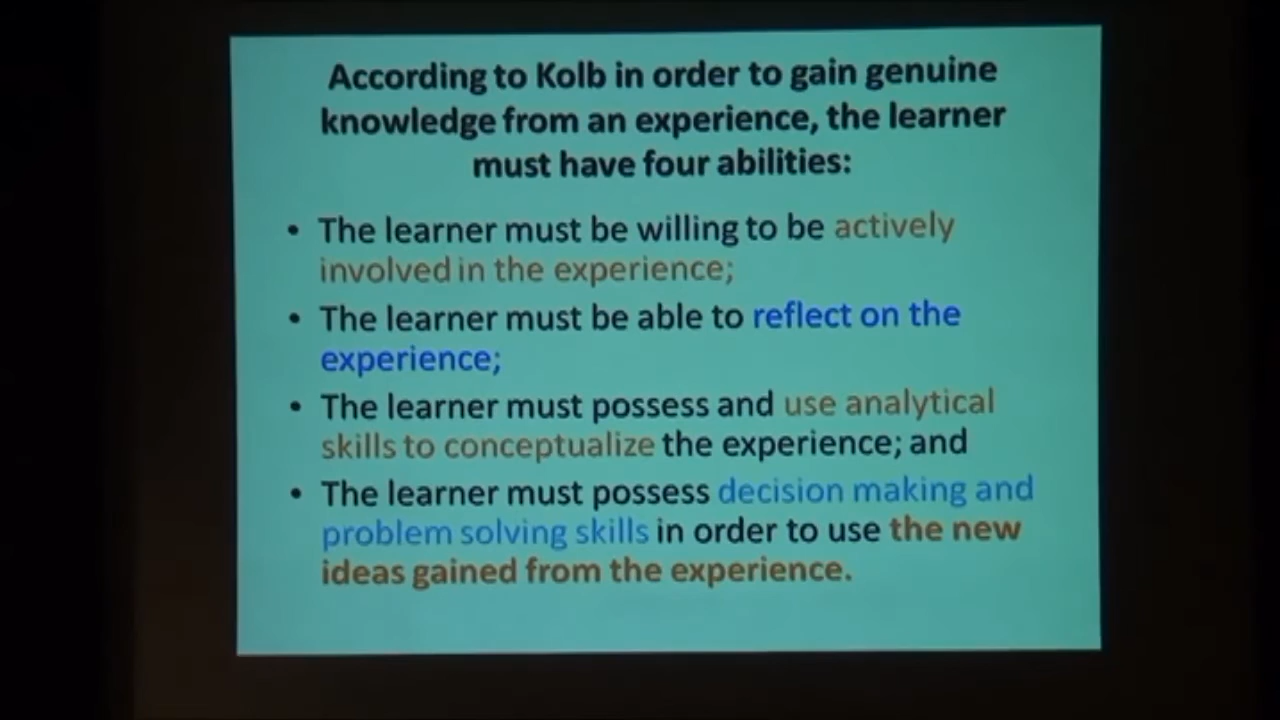 According to Kolb in order to gain genuine
knowledge from an experience, the learner
must have four abilities:
• The learner must be willing to be actively
involved in the experience;
• The learner must be able to reflect on the
experience;
• The learner must possess and use analytical
skills to conceptualize the experience; and
• The learner must possess decision making and
problem solving skills in order to use the new
ideas gained from the experience.